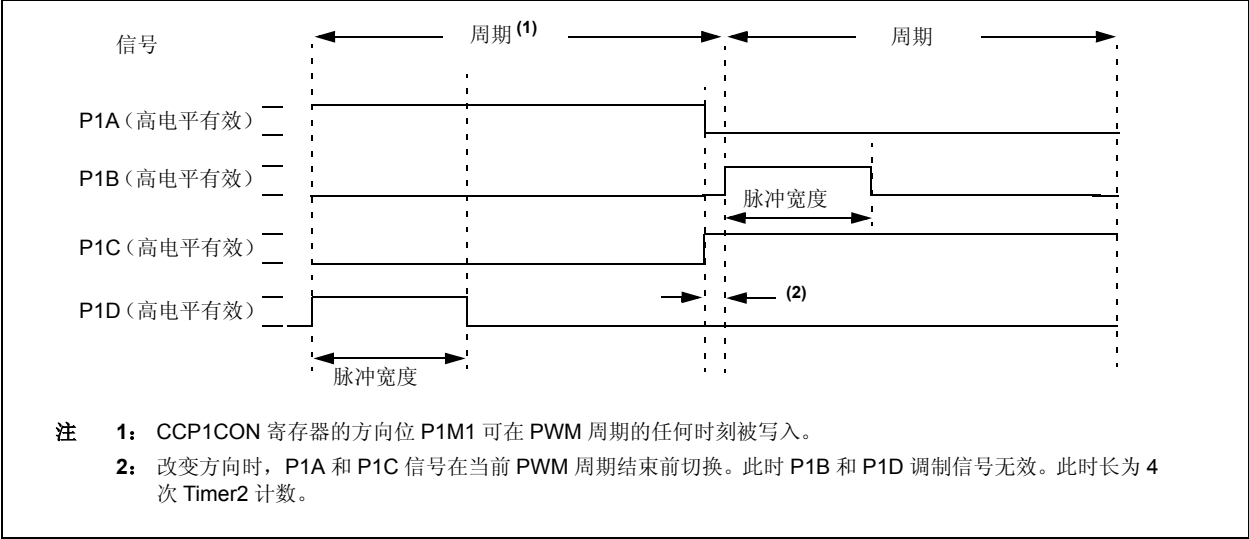 信号
周期(1)
周期
P1A（高电平有效）
P1B（高电平有效）
脉冲宽度
P1C（高电平有效）
(2)
P1D（高电平有效）
脉冲宽度
注 1： CCP1CON 寄存器的方向位 P1M1 可在 PWM 周期的任何时刻被写入。
2： 改变方向时，P1A 和 P1C 信号在当前 PWM 周期结束前切换。此时 P1B 和 P1D 调制信号无效。此时长为 4
次 Timer2 计数。